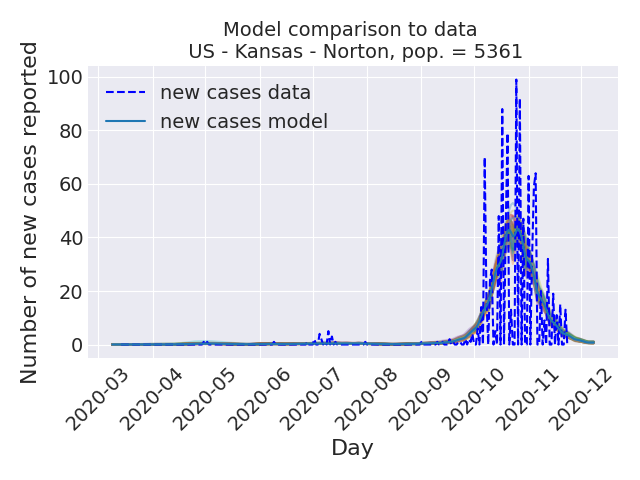 Model comparison to data
US - Kansas - Norton, pop. = 5361
Number of new cases reported
100
80
60
40
20
0
new cases data
new cases model
2020-03
2020-04
2020-05
2020-06
2020-07
2020-08
2020-09
2020-10
2020-11
2020-12
Day